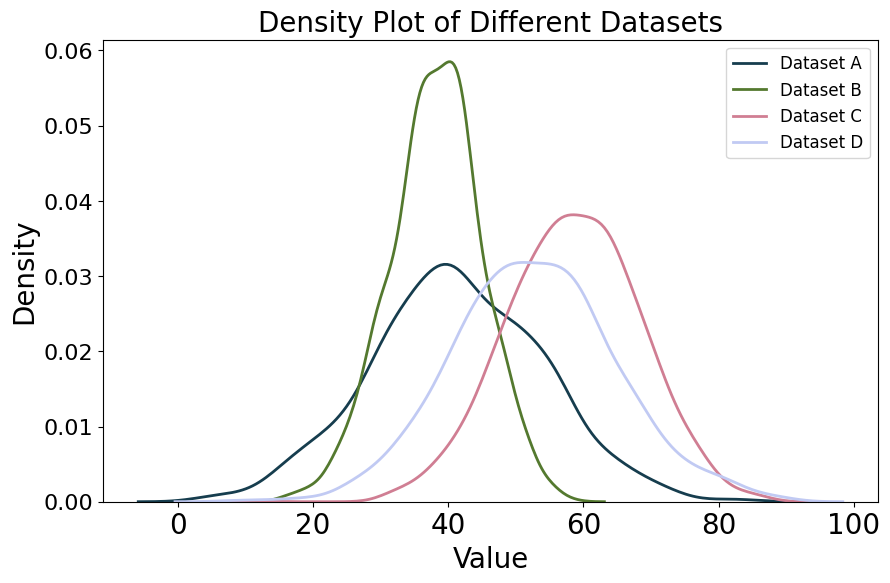 Density Plot of Different Datasets
Dataset A
Dataset B
Dataset C
Dataset D
Density
0.06
0.05
0.04
0.03
0.02
0.01
0.00
0 20 40 60 80 100
Value